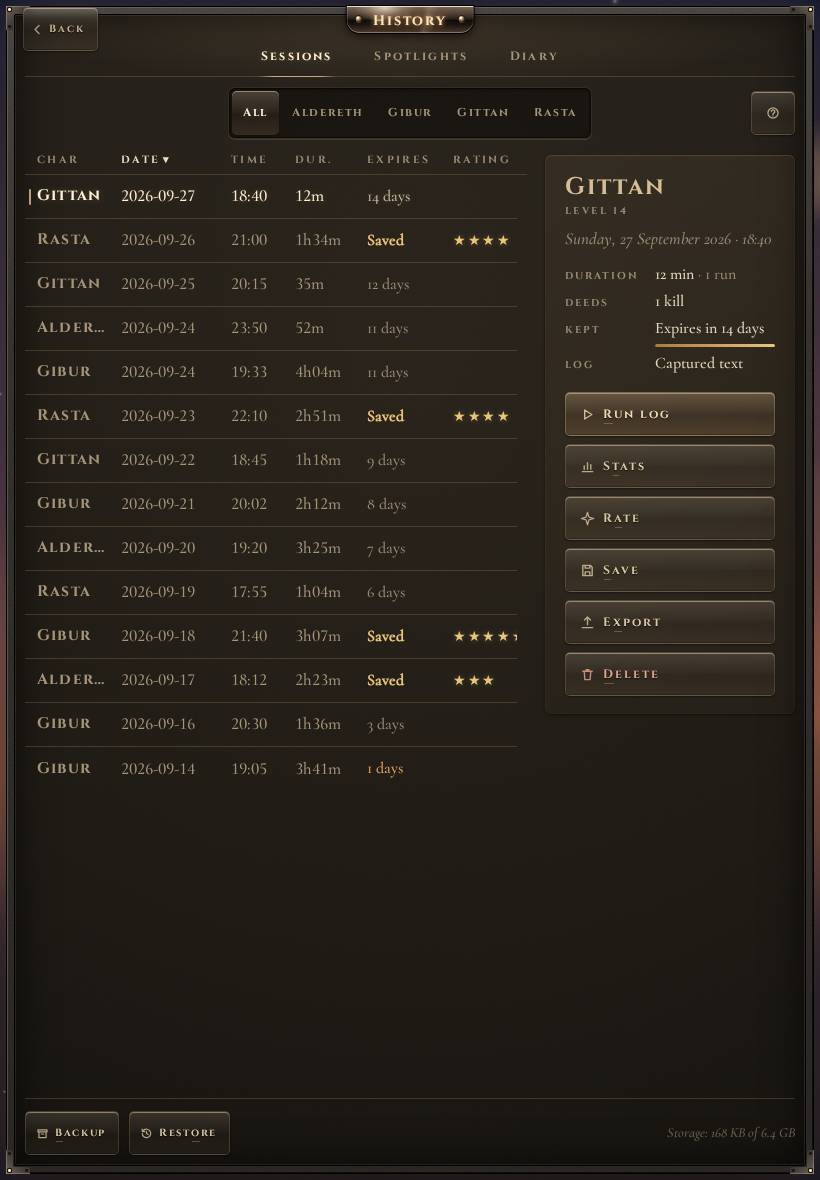 Back
History
Sessions Spotlights Diary
All Aldereth Gibur Gittan Rasta
Char Date ▾ Time Dur. Expires Rating
Gittan 2026-09-27 18:40 12m 14 days
Rasta 2026-09-26 21:00 1h34m Saved ★★★★
Gittan 2026-09-25 20:15 35m 12 days
Alder… 2026-09-24 23:50 52m 11 days
Gibur 2026-09-24 19:33 4h04m 11 days
Rasta 2026-09-23 22:10 2h51m Saved ★★★★
Gittan 2026-09-22 18:45 1h18m 9 days
Gibur 2026-09-21 20:02 2h12m 8 days
Alder… 2026-09-20 19:20 3h25m 7 days
Rasta 2026-09-19 17:55 1h04m 6 days
Gibur 2026-09-18 21:40 3h07m Saved ★★★★
Alder… 2026-09-17 18:12 2h23m Saved ★★★
Gibur 2026-09-16 20:30 1h36m 3 days
Gibur 2026-09-14 19:05 3h41m 1 days
Gittan
Level 14
Sunday, 27 September 2026 · 18:40
Duration 12 min · 1 run
Deeds 1 kill
Kept Expires in 14 days
Log Captured text
Run log
Stats
Rate
Save
Export
Delete
Backup Restore
Storage: 168 KB of 6.4 GB